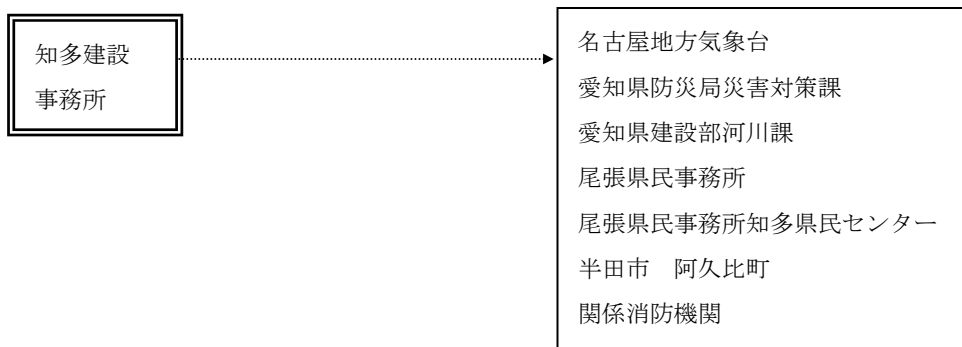 知多建設
事務所
名古屋地方気象台
愛知県防災局災害対策課
愛知県建設部河川課
尾張県民事務所
尾張県民事務所知多県民センター
半田市　阿久比町
関係消防機関